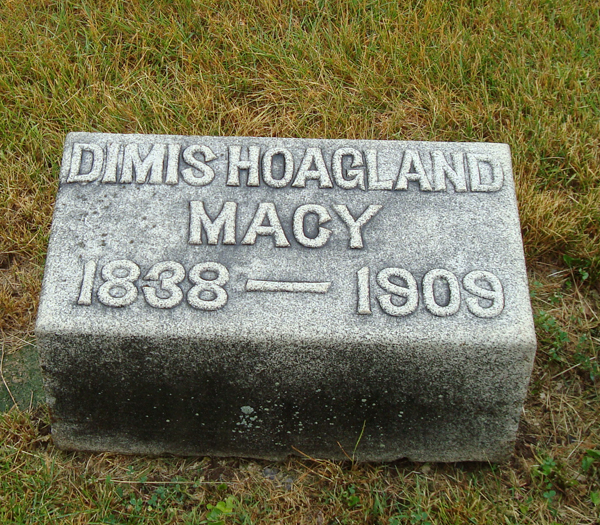 DIMIS HOAGLAND
MACY
1838 — 1909